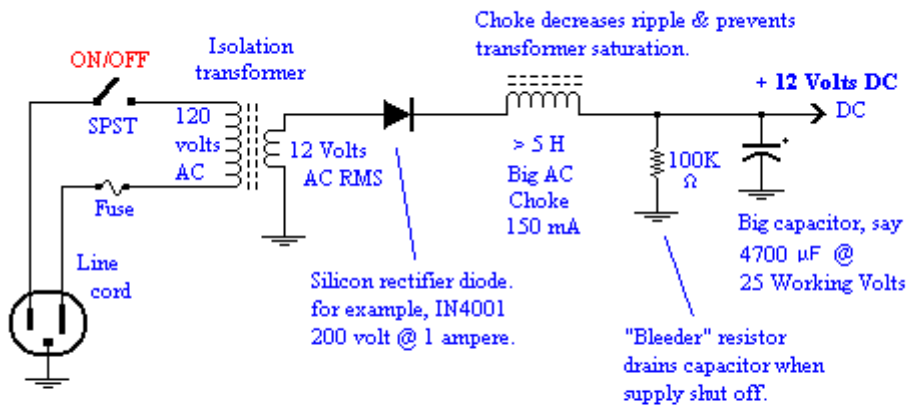 Choke decreases ripple & prevents
transformer saturation.
Isolation
transformer
ON/OFF
SPST
120
volts
AC
Fuse
Line
cord
12 Volts
AC RMS
> 5 H
Big AC
Choke
150 mA
+ 12 Volts DC
DC
100K
Ω
+
Big capacitor, say
4700 µF @
25 Working Volts
Silicon rectifier diode.
for example, IN4001
200 volt @ 1 ampere.
"Bleeder" resistor
drains capacitor when
supply shut off.